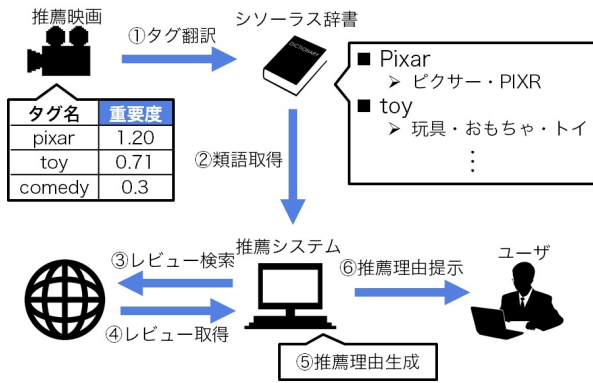 推薦映画
①タグ翻訳
シソーラス辞書
DICTIONARY
タグ名 重要度
pixar 1.20
toy 0.71
comedy 0.3
■ Pixar
➢ ピクサー・PIXR
■ toy
➢ 玩具・おもちゃ・トイ
⋮
②類語取得
推薦システム
③レビュー検索
④レビュー取得
⑤推薦理由生成
⑥推薦理由提示
ユーザ